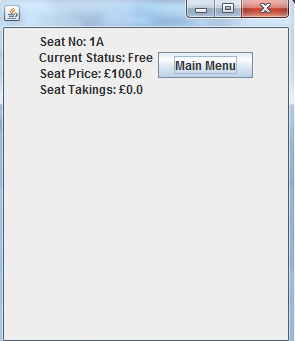 Seat No: 1A
Current Status: Free
Seat Price: £100.0
Seat Takings: £0.0
Main Menu